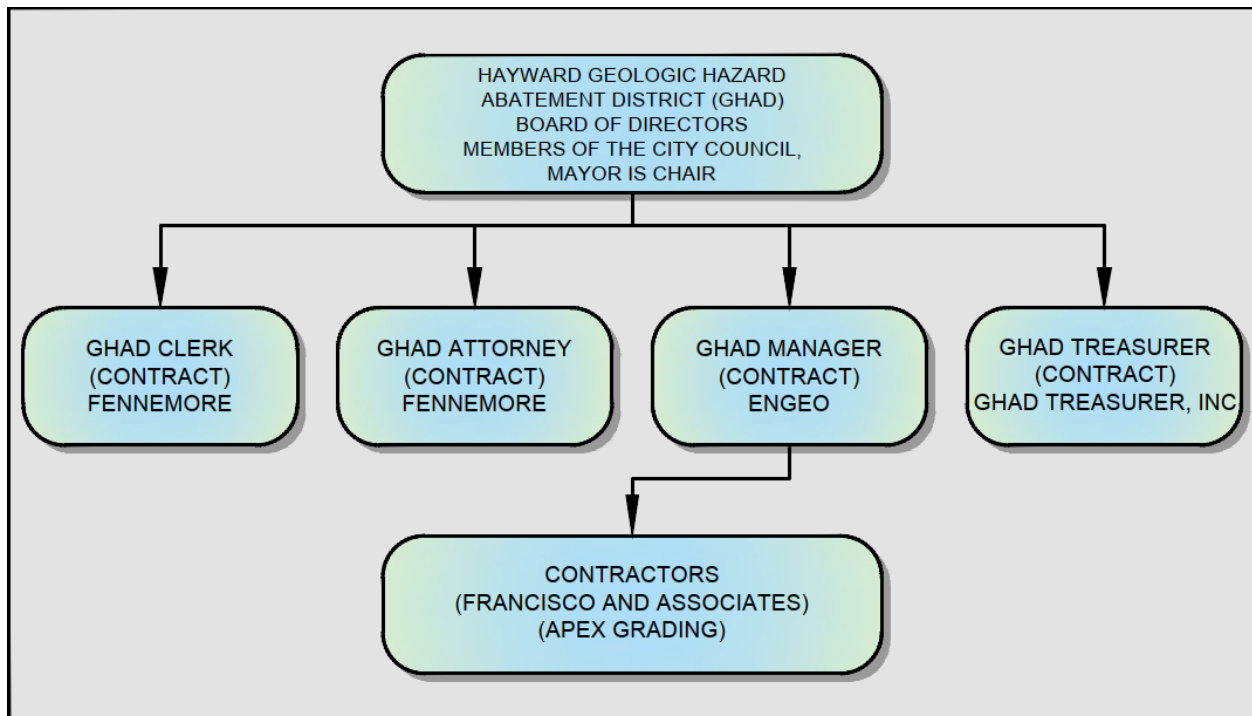 HAYWARD GEOLOGIC HAZARD
ABATEMENT DISTRICT (GHAD)
BOARD OF DIRECTORS
MEMBERS OF THE CITY COUNCIL,
MAYOR IS CHAIR
GHAD CLERK
(CONTRACT)
FENNEMORE
GHAD ATTORNEY
(CONTRACT)
FENNEMORE
GHAD MANAGER
(CONTRACT)
ENGEO
GHAD TREASURER
(CONTRACT)
GHAD TREASURER, INC
CONTRACTORS
(FRANCISCO AND ASSOCIATES)
(APEX GRADING)